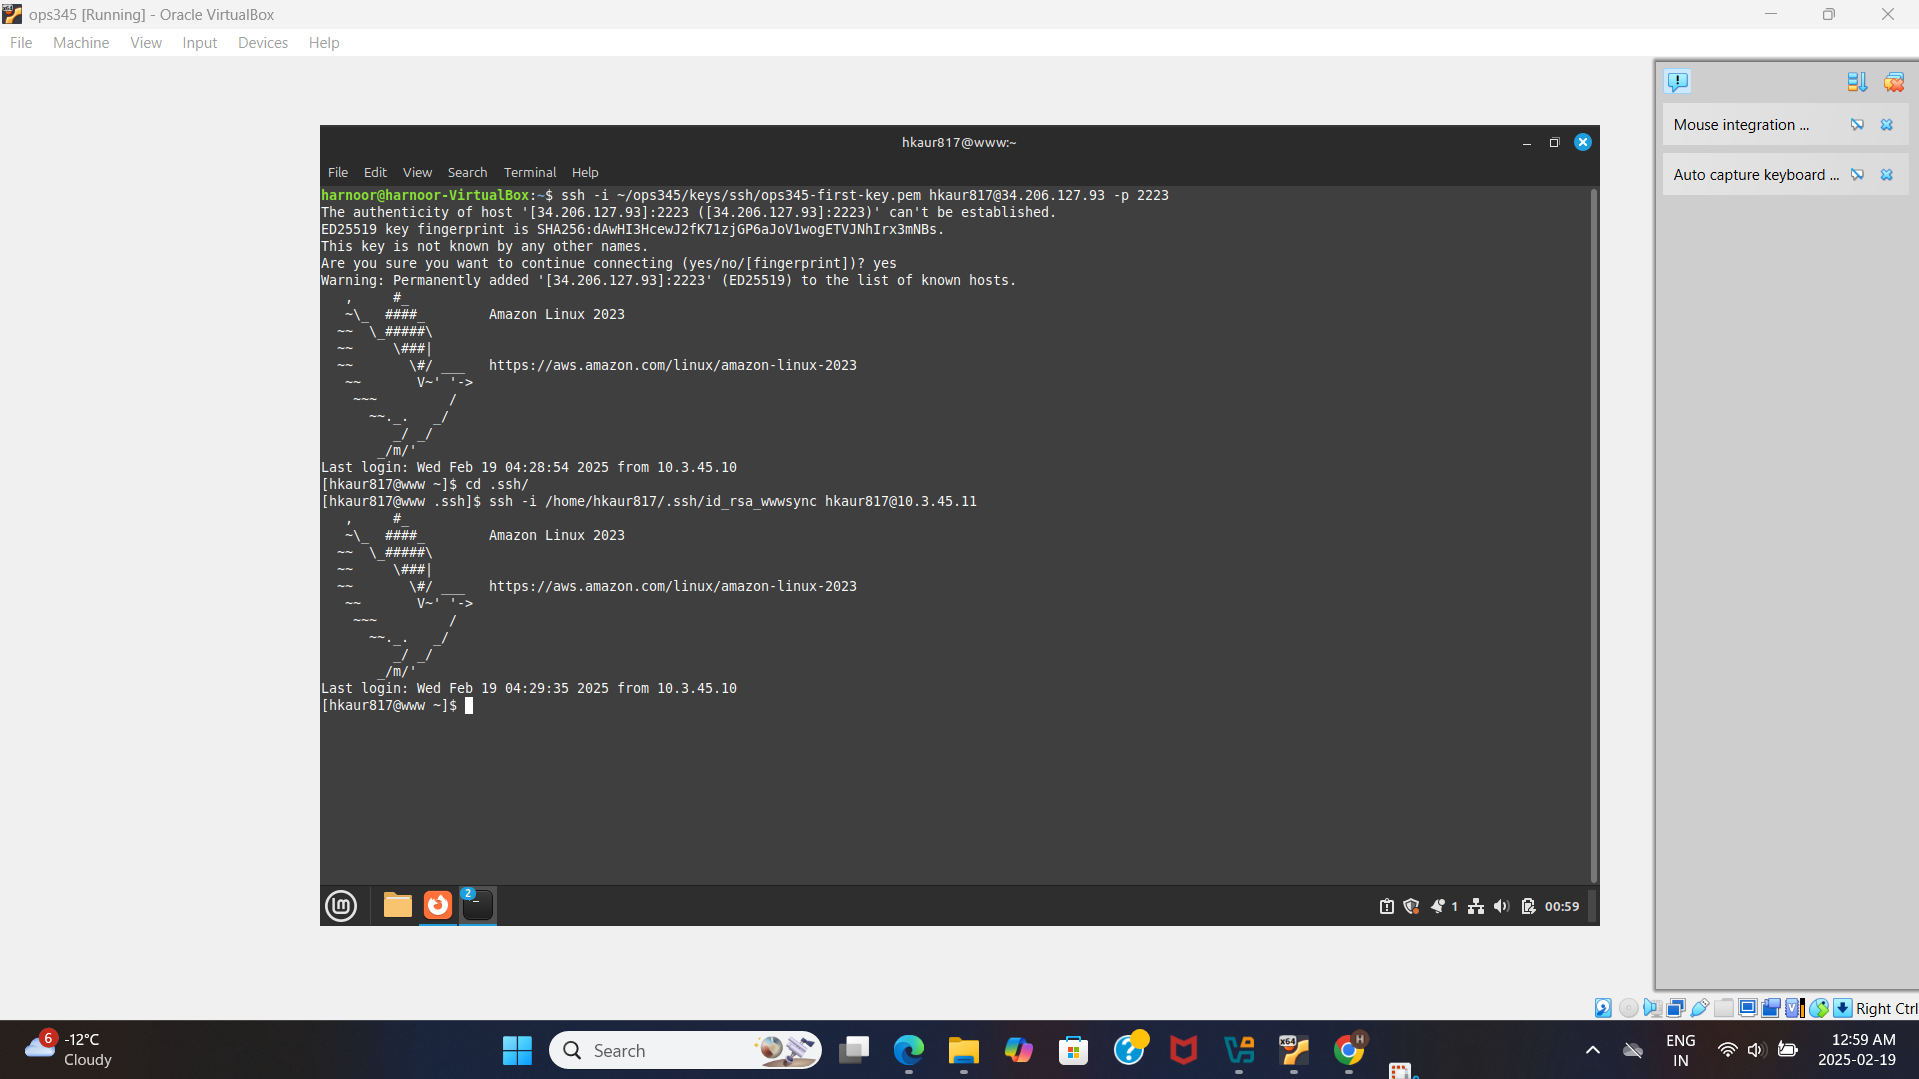 ops345 [Running] - Oracle VirtualBox
File Machine View Input Devices Help
Mouse integration ...
Auto capture keyboard ...
hkaur817@www:~
File Edit View Search Terminal Help
harnoor@harnoor-VirtualBox:~$ ssh -i ~/ops345/keys/ssh/ops345-first-key.pem hkaur817@34.206.127.93 -p 2223
The authenticity of host '[34.206.127.93]:2223 ([34.206.127.93]:2223)' can't be established.
ED25519 key fingerprint is SHA256:dAwHI3HcewJ2fK71zjGP6aJoV1wogETVJNhIrx3mNBs.
This key is not known by any other names.
Are you sure you want to continue connecting (yes/no/[fingerprint])? yes
Warning: Permanently added '[34.206.127.93]:2223' (ED25519) to the list of known hosts.
   ,     #_
   ~\_  ####_        Amazon Linux 2023
  ~~  \_#####\
  ~~     \###|
  ~~       \#/ ___   https://aws.amazon.com/linux/amazon-linux-2023
   ~~       V~' '->
    ~~~         /
      ~~._.   _/
         _/ _/
       _/m/'
Last login: Wed Feb 19 04:28:54 2025 from 10.3.45.10
[hkaur817@www ~]$ cd .ssh/
[hkaur817@www .ssh]$ ssh -i /home/hkaur817/.ssh/id_rsa_wwwsync hkaur817@10.3.45.11
   ,     #_
   ~\_  ####_        Amazon Linux 2023
  ~~  \_#####\
  ~~     \###|
  ~~       \#/ ___   https://aws.amazon.com/linux/amazon-linux-2023
   ~~       V~' '->
    ~~~         /
      ~~._.   _/
         _/ _/
       _/m/'
Last login: Wed Feb 19 04:29:35 2025 from 10.3.45.10
[hkaur817@www ~]$
2
1 00:59
Right Ctrl
6 -12°C
Cloudy
Search
x64
H
ENG
IN
12:59 AM
2025-02-19